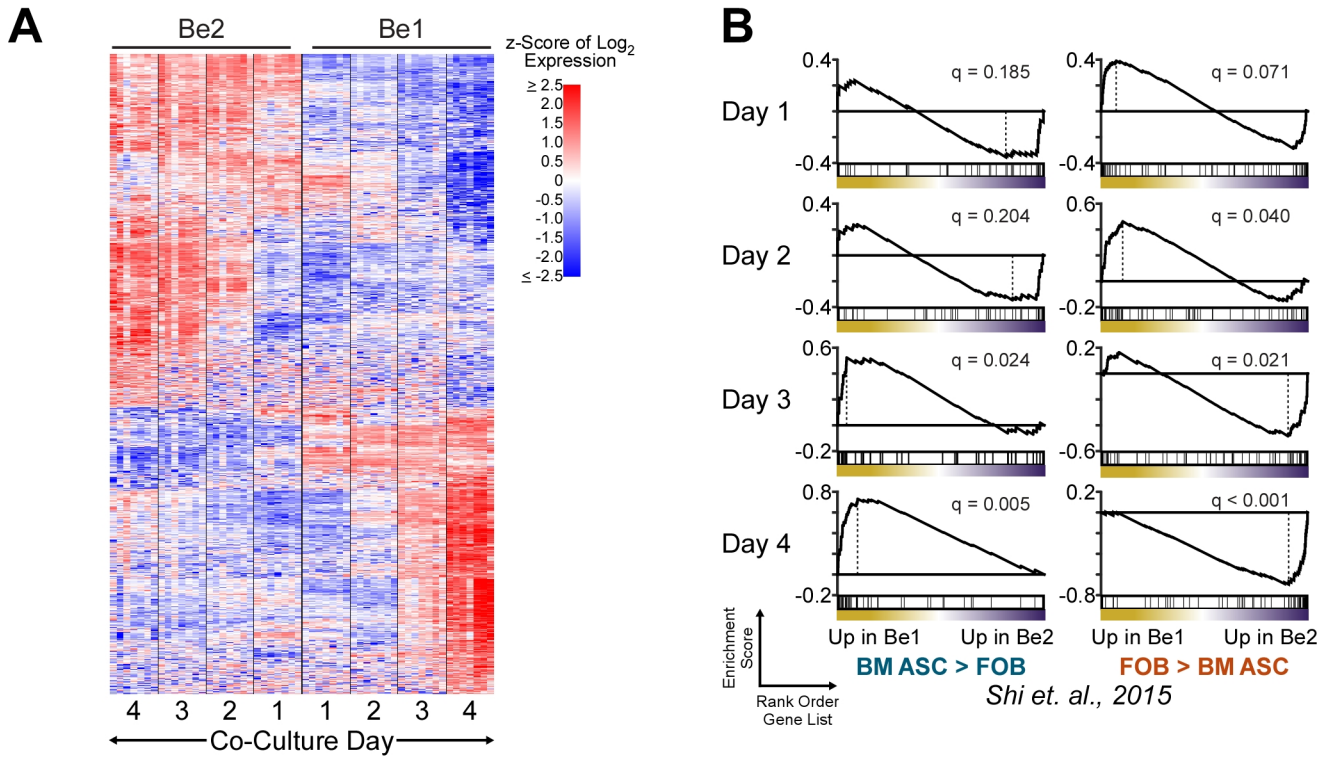 A
Be2
Be1
z-Score of Log2
Expression
≥ 2.5
2.0
1.5
1.0
0.5
0
-0.5
-1.0
-1.5
-2.0
≤ -2.5
4
3
2
1
1
2
3
4
Co-Culture Day
B
Day 1
0.4
-0.4
q = 0.185
0.4
-0.4
q = 0.071
Day 2
0.4
-0.4
q = 0.204
0.6
-0.2
q = 0.040
Day 3
0.6
-0.2
q = 0.024
0.2
-0.6
q = 0.021
Day 4
0.8
-0.2
q = 0.005
0.2
-0.8
q < 0.001
Enrichment
Score
Rank Order
Gene List
Up in Be1
Up in Be2
Up in Be1
Up in Be2
BM ASC > FOB
FOB > BM ASC
Shi et. al., 2015